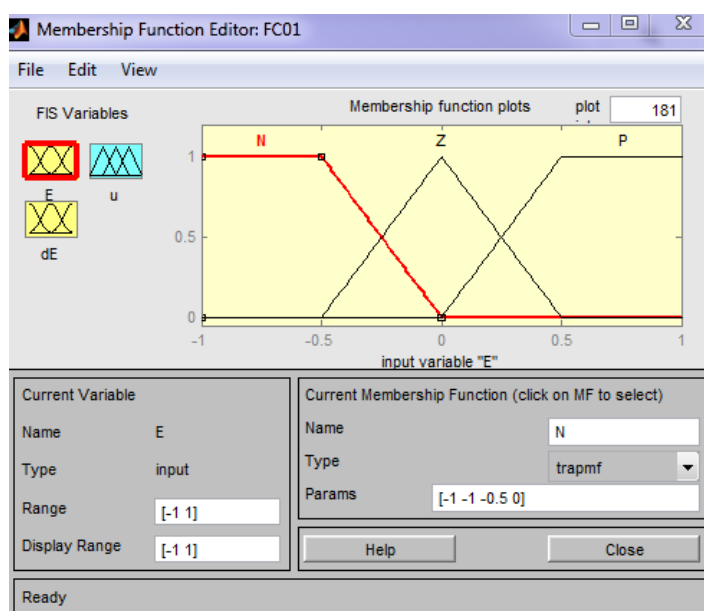 Membership Function Editor: FC01
File Edit View
FIS Variables
Membership function plots
plot
181
N Z P
E
u
dE
1
0.5
0
-1 -0.5 0 0.5 1
input variable "E"
Current Variable
Name E
Type input
Range [-1 1]
Display Range [-1 1]
Current Membership Function (click on MF to select)
Name N
Type trapmf
Params [-1 -1 -0.5 0]
Help Close
Ready